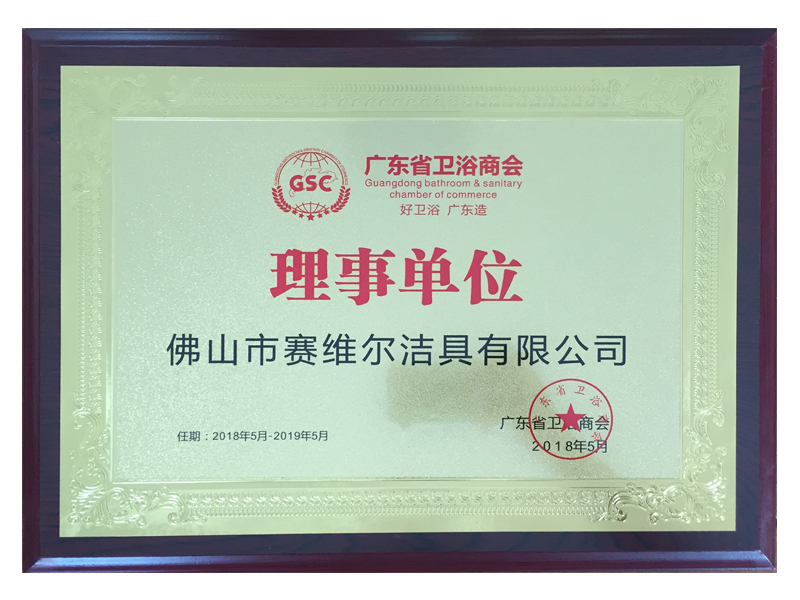 GSC
广东省卫浴商会
Guangdong bathroom & sanitary
chamber of commerce
好卫浴 广东造
理事单位
佛山市赛维尔洁具有限公司
任期：2018年5月-2019年5月
广东省卫浴商会
2018年5月